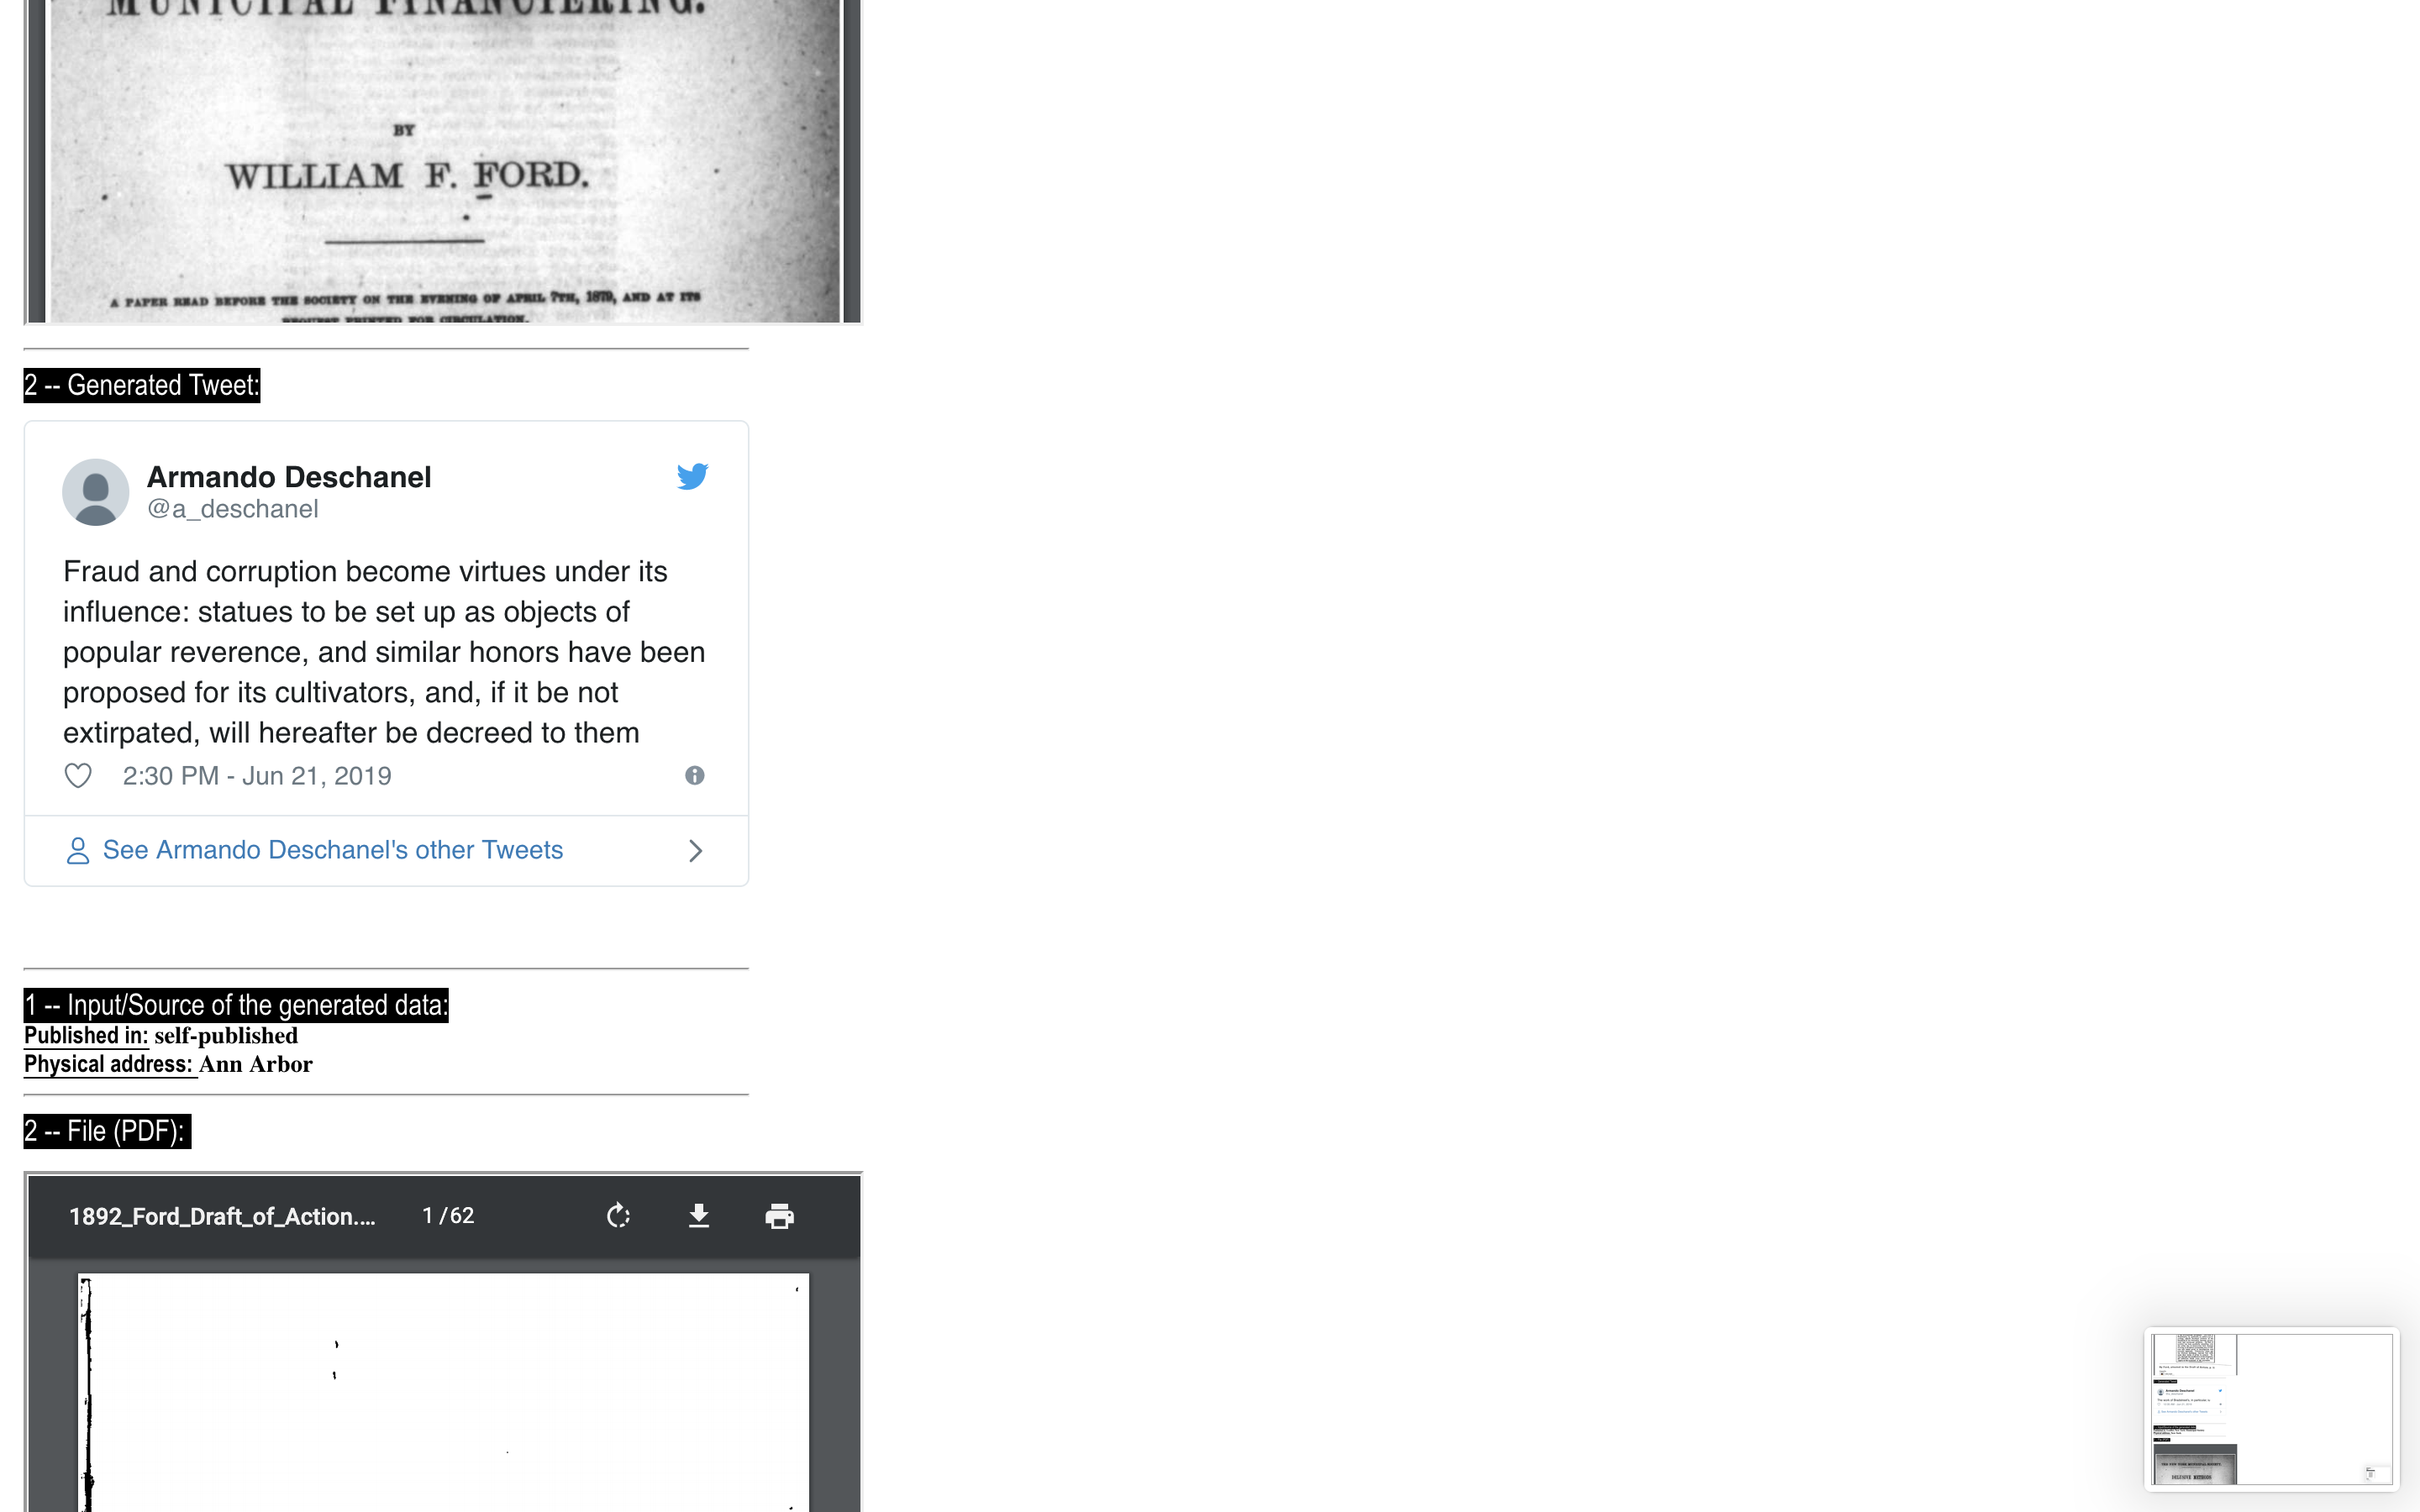 MUNICIPAL FINANCIERING.
BY
WILLIAM F. FORD.
A PAPER READ BEFORE THE SOCIETY ON THE EVENING OF APRIL 7TH, 1879, AND AT ITS
REQUEST PRINTED FOR CIRCULATION.
2 -- Generated Tweet:
Armando Deschanel
@a_deschanel
Fraud and corruption become virtues under its
influence: statues to be set up as objects of
popular reverence, and similar honors have been
proposed for its cultivators, and, if it be not
extirpated, will hereafter be decreed to them
2:30 PM - Jun 21, 2019
See Armando Deschanel's other Tweets
1 -- Input/Source of the generated data:
Published in: self-published
Physical address: Ann Arbor
2 -- File (PDF):
1892_Ford_Draft_of_Action.... 1 / 62